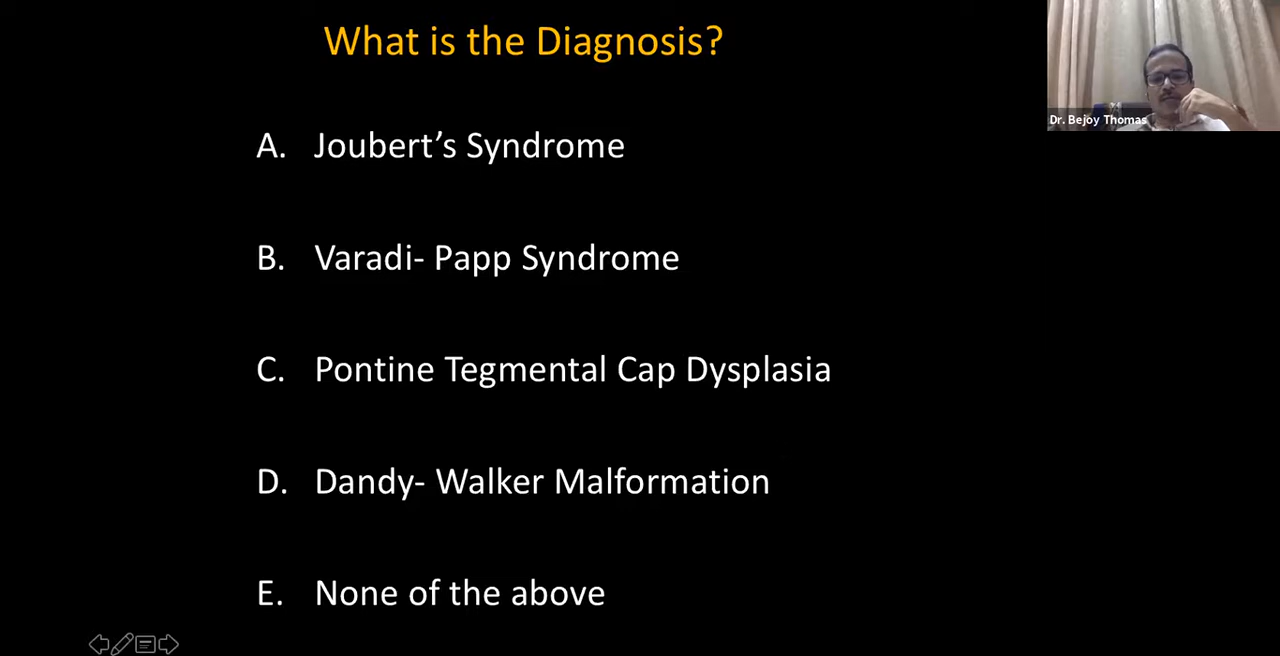 What is the Diagnosis?
Dr. Bejoy Thomas
A. Joubert’s Syndrome
B. Varadi- Papp Syndrome
C. Pontine Tegmental Cap Dysplasia
D. Dandy- Walker Malformation
E. None of the above